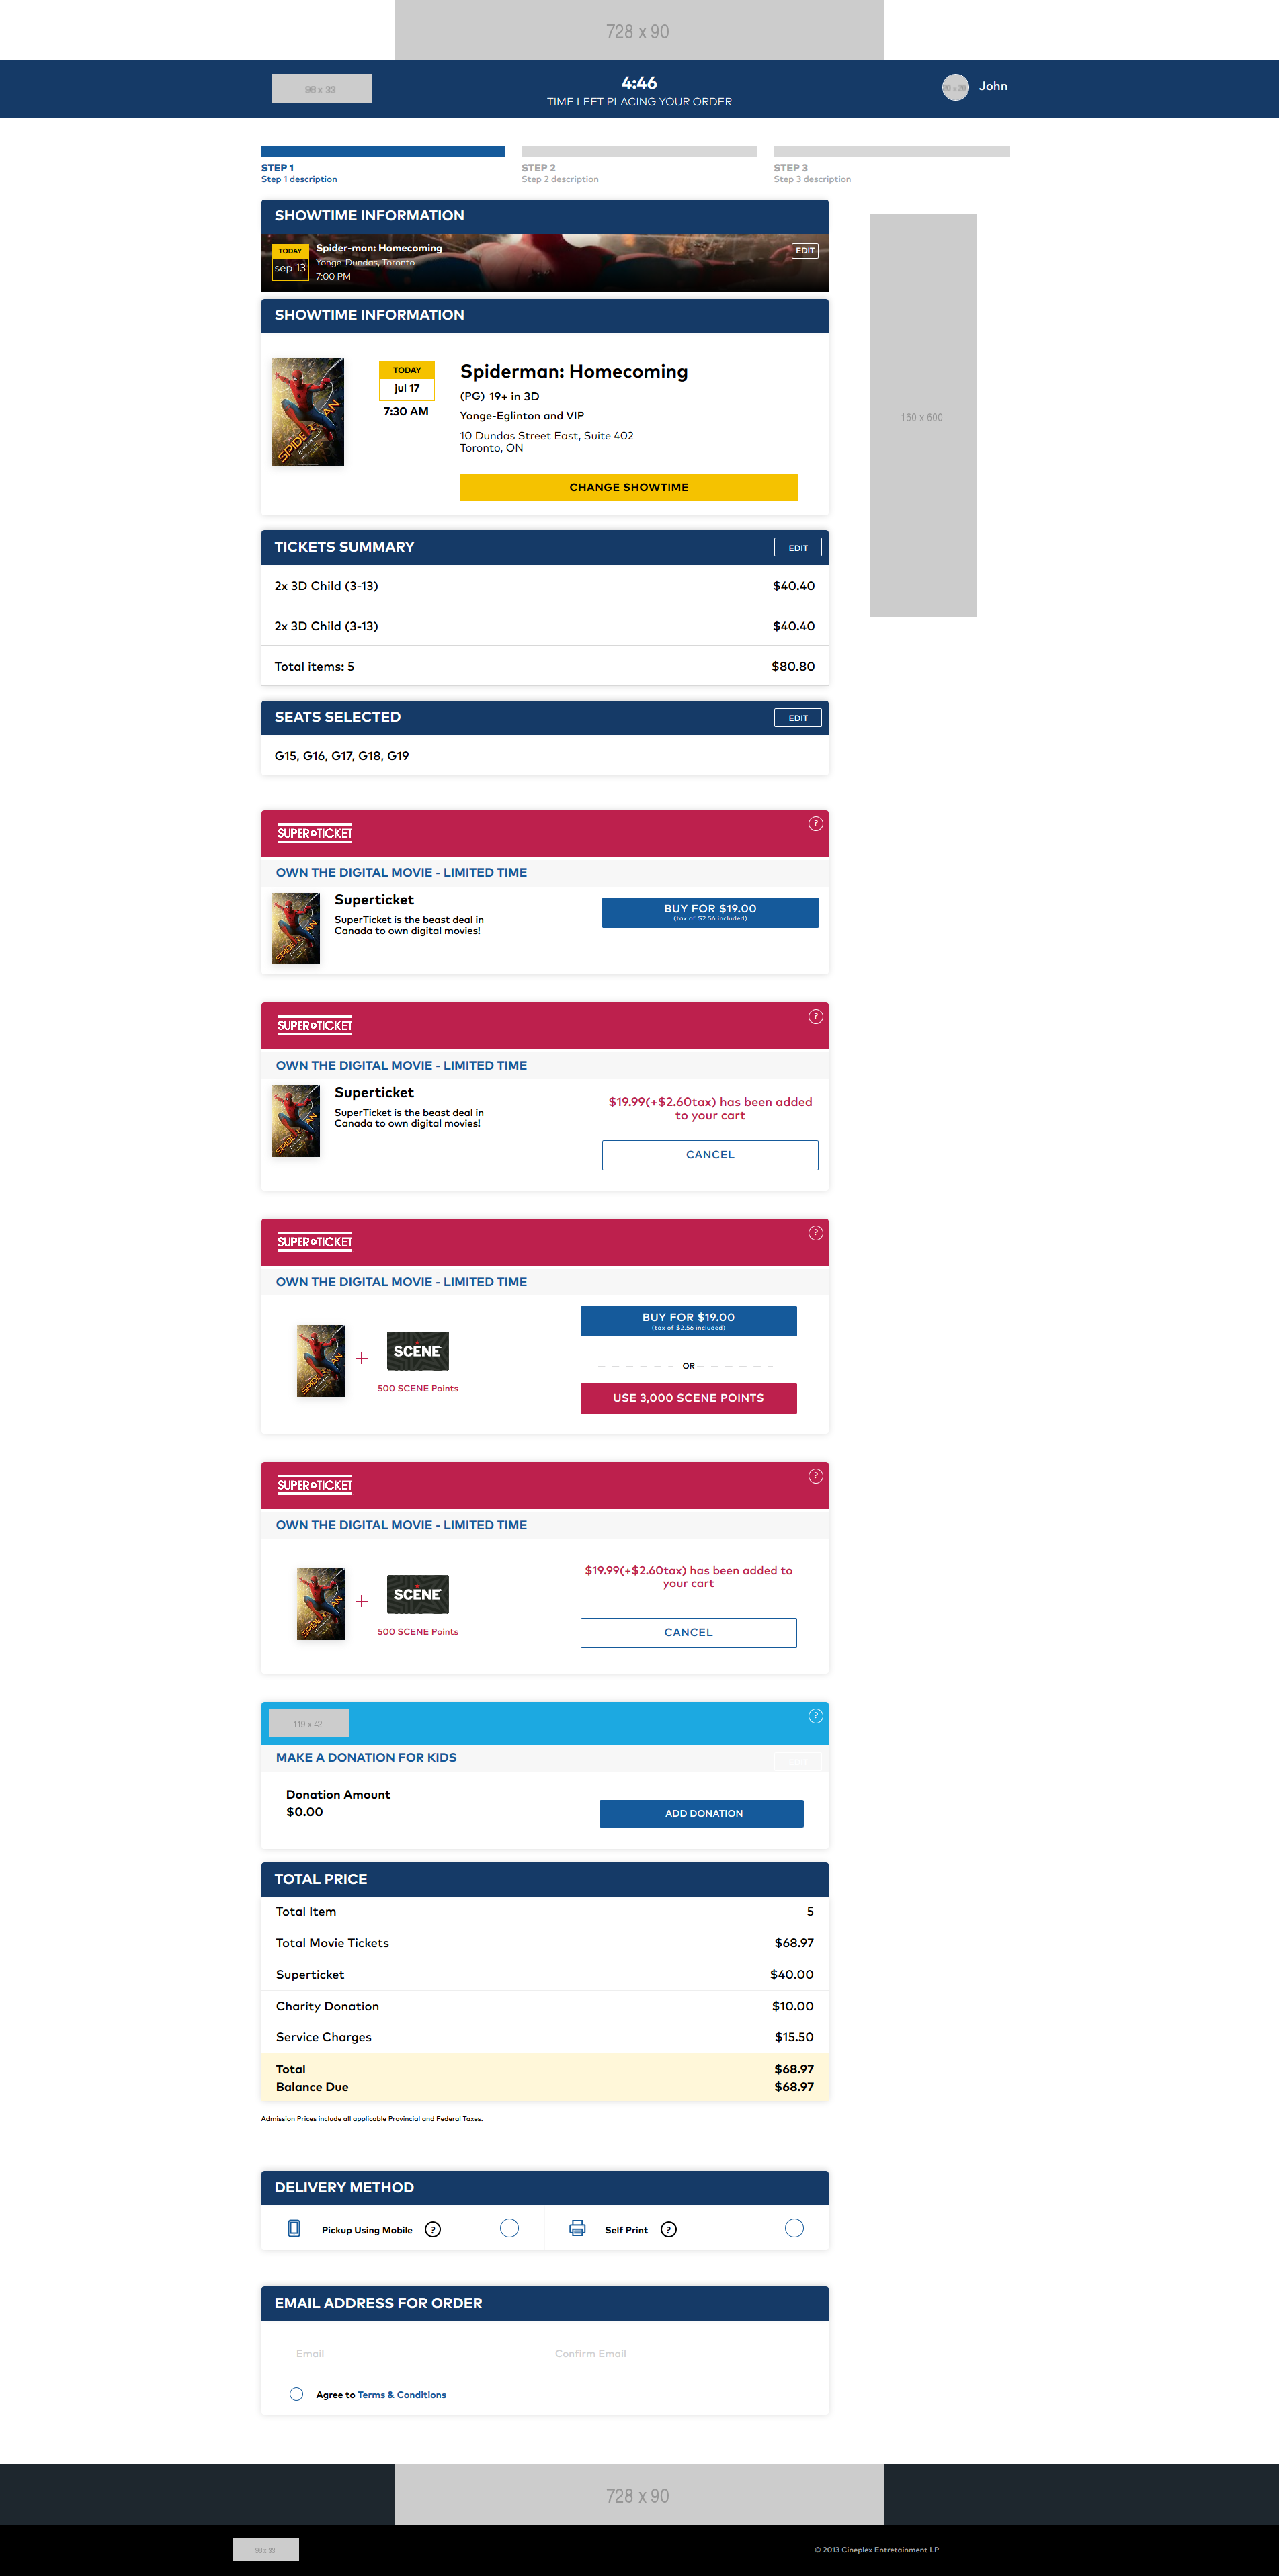 728 x 90
98 x 33
4:46
TIME LEFT PLACING YOUR ORDER
20 x 20
John
STEP 1
Step 1 description
STEP 2
Step 2 description
STEP 3
Step 3 description
SHOWTIME INFORMATION
TODAY
sep 13
Spider-man: Homecoming
Yonge-Dundas, Toronto
7:00 PM
EDIT
160 x 600
SHOWTIME INFORMATION
SPIDERMAN
TODAY
jul 17
7:30 AM
Spiderman: Homecoming
(PG) 19+ in 3D
Yonge-Eglinton and VIP
10 Dundas Street East, Suite 402
Toronto, ON
CHANGE SHOWTIME
TICKETS SUMMARY
EDIT
2x 3D Child (3-13) $40.40
2x 3D Child (3-13) $40.40
Total items: 5 $80.80
SEATS SELECTED
EDIT
G15, G16, G17, G18, G19
SUPER TICKET
?
OWN THE DIGITAL MOVIE - LIMITED TIME
SPIDERMAN
Superticket
SuperTicket is the beast deal in
Canada to own digital movies!
BUY FOR $19.00
(tax of $2.56 included)
SUPER TICKET
?
OWN THE DIGITAL MOVIE - LIMITED TIME
SPIDERMAN
Superticket
SuperTicket is the beast deal in
Canada to own digital movies!
$19.99(+$2.60tax) has been added
to your cart
CANCEL
SUPER TICKET
?
OWN THE DIGITAL MOVIE - LIMITED TIME
SPIDERMAN
+
SCENE
500 SCENE Points
BUY FOR $19.00
(tax of $2.56 included)
OR
USE 3,000 SCENE POINTS
SUPER TICKET
?
OWN THE DIGITAL MOVIE - LIMITED TIME
SPIDERMAN
+
SCENE
500 SCENE Points
$19.99(+$2.60tax) has been added to
your cart
CANCEL
119 x 42
?
MAKE A DONATION FOR KIDS
EDIT
Donation Amount
$0.00
ADD DONATION
TOTAL PRICE
Total Item 5
Total Movie Tickets $68.97
Superticket $40.00
Charity Donation $10.00
Service Charges $15.50
Total $68.97
Balance Due $68.97
Admission Prices include all applicable Provincial and Federal Taxes.
DELIVERY METHOD
Pickup Using Mobile ?
Self Print ?
EMAIL ADDRESS FOR ORDER
Email
Confirm Email
Agree to Terms & Conditions
728 x 90
98 x 33
© 2013 Cineplex Entretainment LP